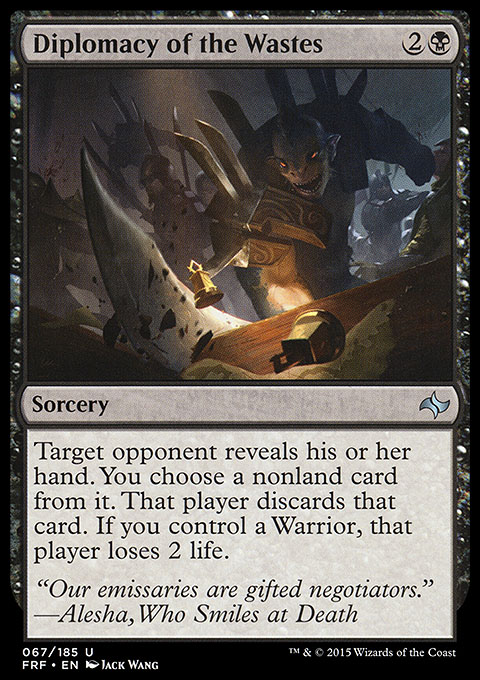 Diplomacy of the Wastes 2
Sorcery
Target opponent reveals his or her
hand. You choose a nonland card
from it. That player discards that
card. If you control a Warrior, that
player loses 2 life.
“Our emissaries are gifted negotiators.”
—Alesha, Who Smiles at Death
067/185 U
FRF • EN Jack Wang
™ & © 2015 Wizards of the Coast